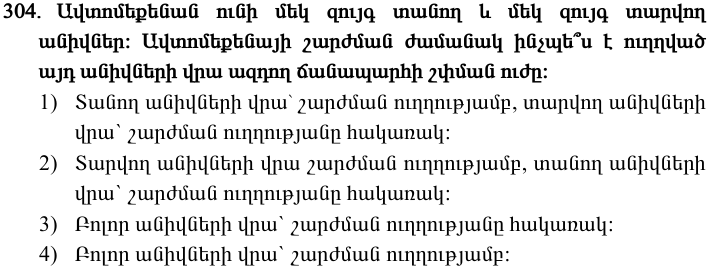 304. Ավտոմեքենան ունի մեկ զույգ տանող և մեկ զույգ տարվող
անիվներ: Ավտոմեքենայի շարժման ժամանակ ինչպե՞ս է ուղղված
այդ անիվների վրա ազդող ճանապարհի շփման ուժը:
1) Տանող անիվների վրա՝ շարժման ուղղությամբ, տարվող անիվների
վրա՝ շարժման ուղղությանը հակառակ:
2) Տարվող անիվների վրա շարժման ուղղությամբ, տանող անիվների
վրա՝ շարժման ուղղությանը հակառակ:
3) Բոլոր անիվների վրա՝ շարժման ուղղությանը հակառակ:
4) Բոլոր անիվների վրա՝ շարժման ուղղությամբ: